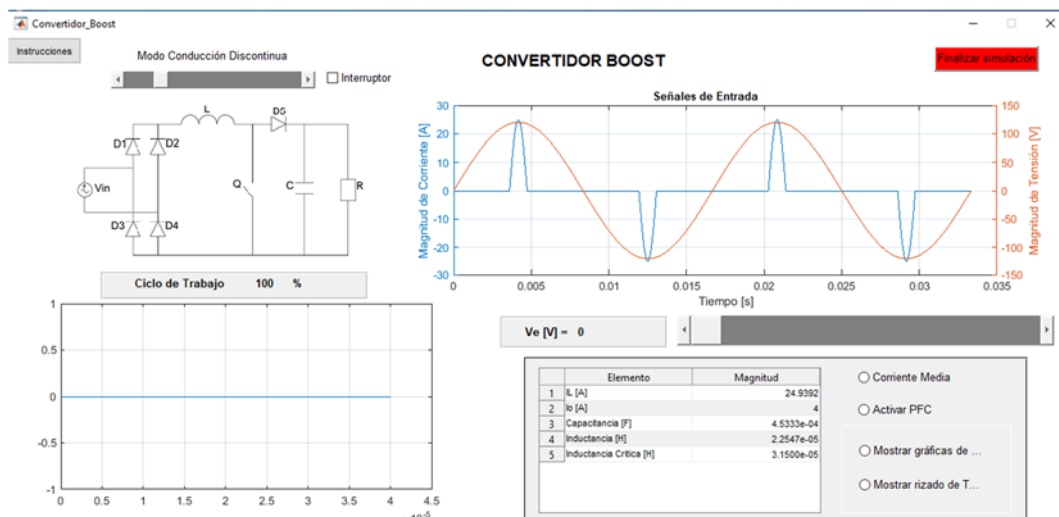 Convertidor_Boost
Instrucciones
Modo Conducción Discontinua
Interruptor
CONVERTIDOR BOOST
Finalizar simulación
L
D5
D1
D2
Vin
Q
C
R
D3
D4
Ciclo de Trabajo 100 %
1
0.5
0
-0.5
-1
0 0.5 1 1.5 2 2.5 3 3.5 4 4.5
Señales de Entrada
Magnitud de Corriente [A]
30
20
10
0
-10
-20
-30
150
100
50
0
-50
-100
-150
Magnitud de Tensión [V]
0 0.005 0.01 0.015 0.02 0.025 0.03 0.035
Tiempo [s]
Ve [V] = 0
Elemento Magnitud
1 IL [A] 24.9392
2 Io [A] 4
3 Capacitancia [F] 4.5333e-04
4 Inductancia [H] 2.2547e-05
5 Inductancia Critica [H] 3.1500e-05
Corriente Media
Activar PFC
Mostrar gráficas de ...
Mostrar rizado de T...